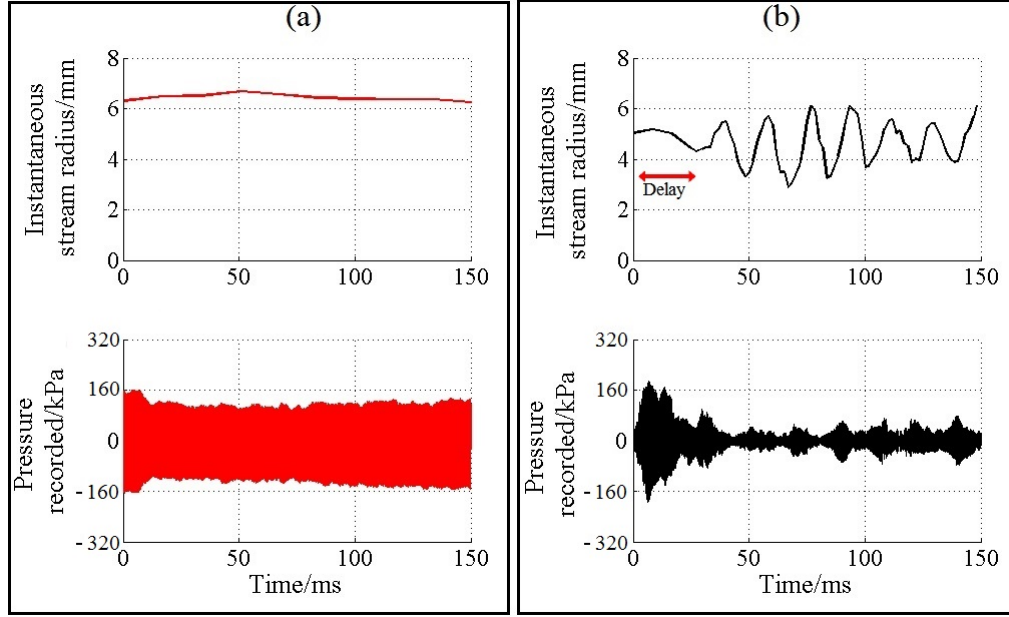 (a)
Instantaneous
stream radius/mm
8
6
4
2
0
0 50 100 150
Pressure
recorded/kPa
320
160
0
-160
-320
0 50 100 150
Time/ms
(b)
Instantaneous
stream radius/mm
8
6
4
2
0
Delay
0 50 100 150
Pressure
recorded/kPa
320
160
0
-160
-320
0 50 100 150
Time/ms